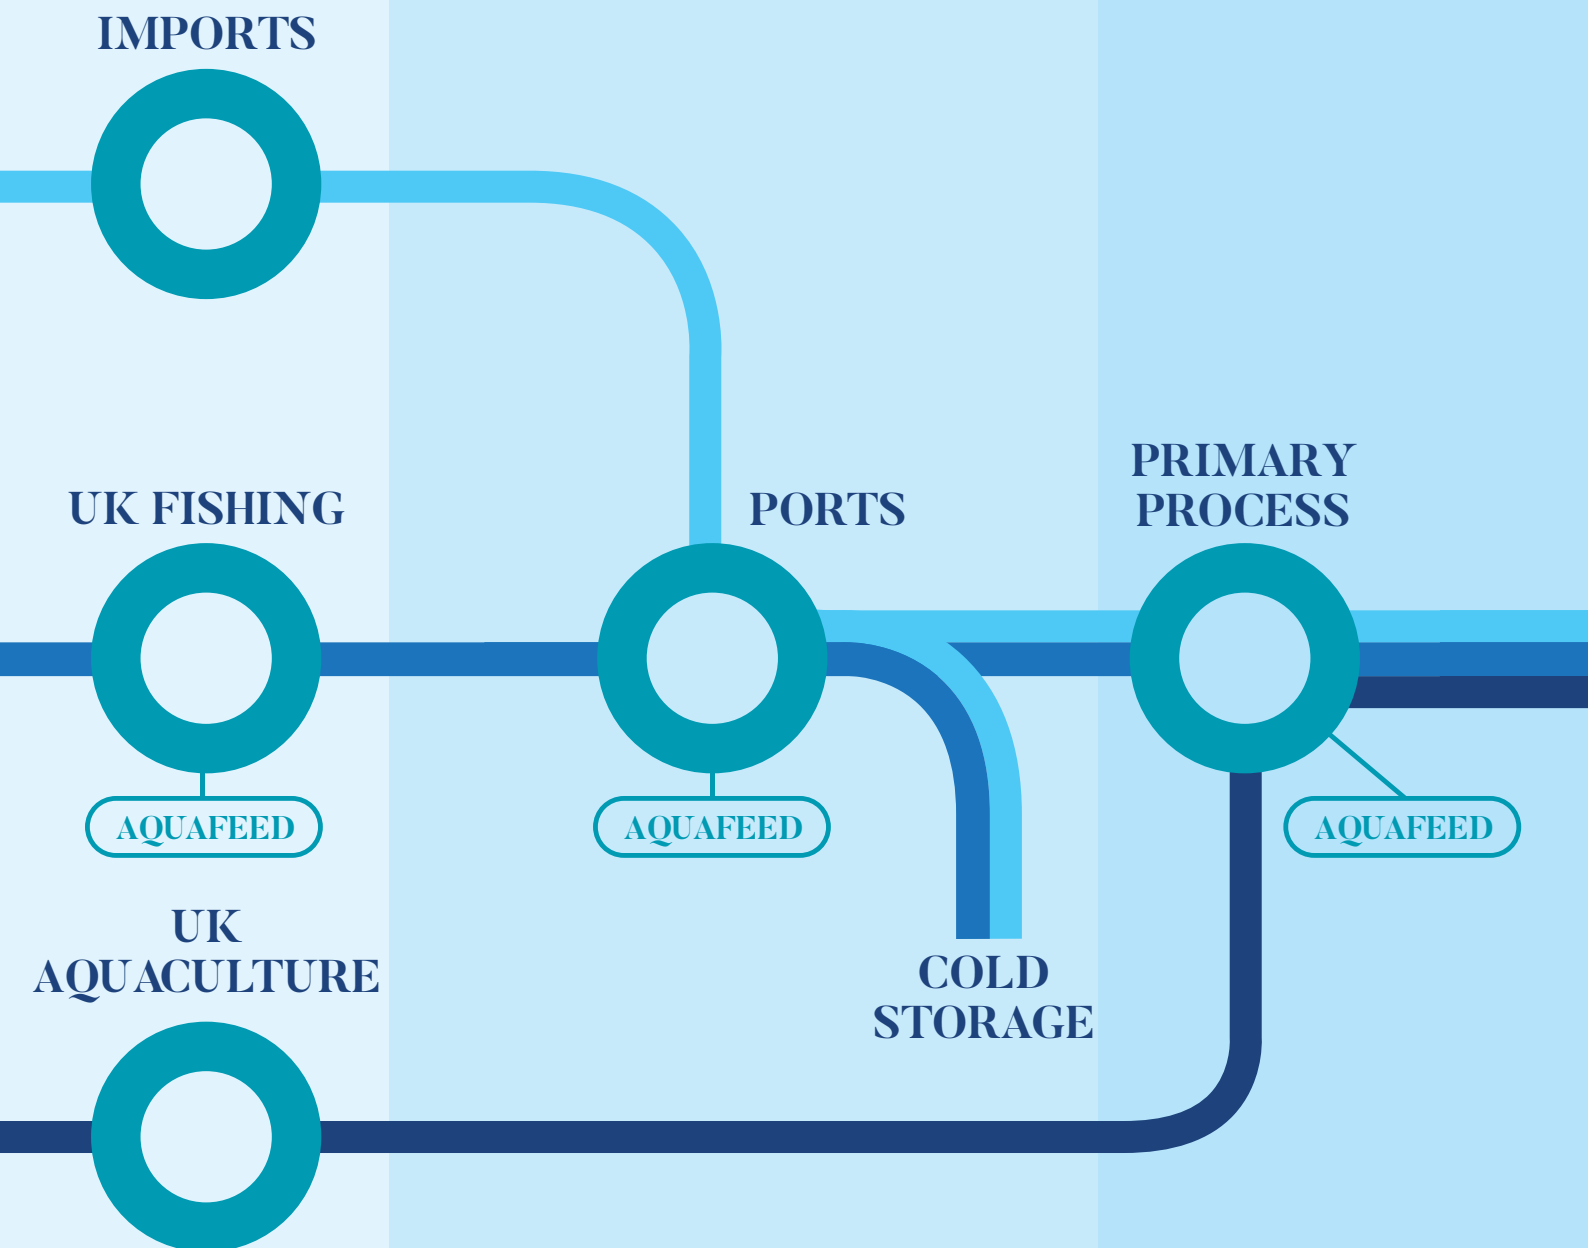 IMPORTS
UK FISHING
PORTS
PRIMARY
PROCESS
AQUAFEED
AQUAFEED
AQUAFEED
UK
AQUACULTURE
COLD
STORAGE